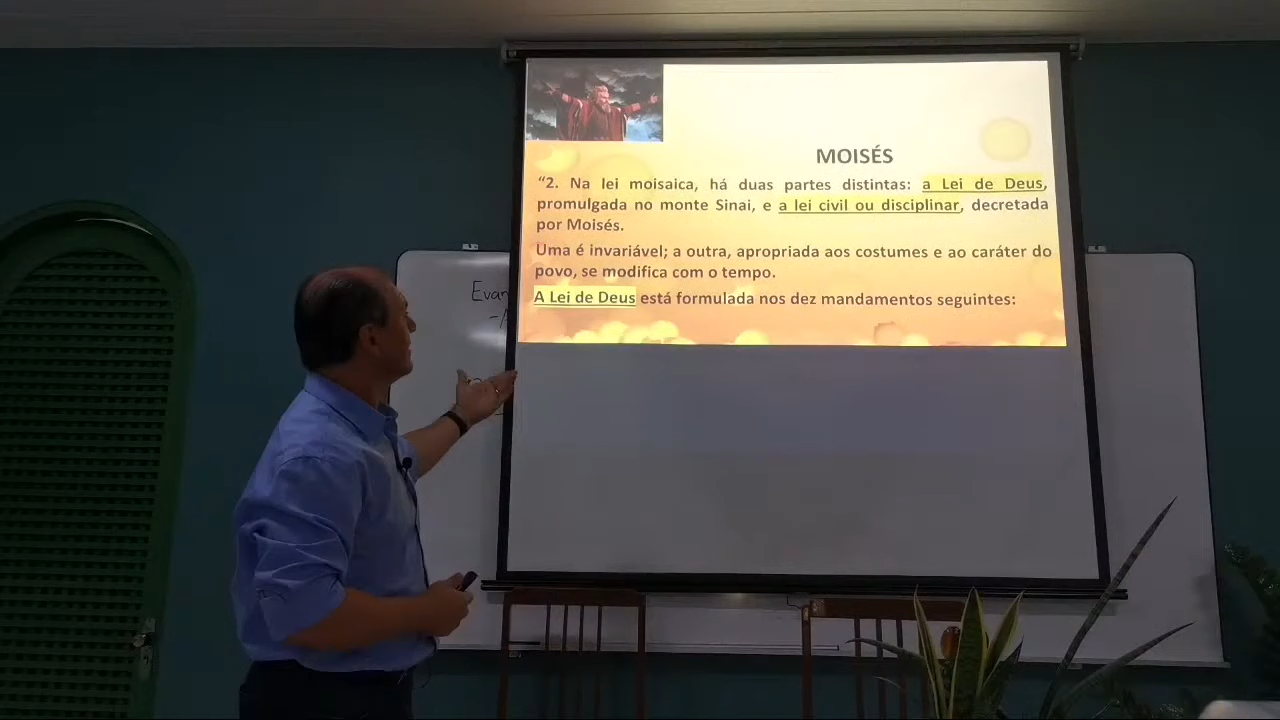 MOISÉS
“2. Na lei moisaica, há duas partes distintas: a Lei de Deus,
promulgada no monte Sinai, e a lei civil ou disciplinar, decretada
por Moisés.
Uma é invariável; a outra, apropriada aos costumes e ao caráter do
povo, se modifica com o tempo.
A Lei de Deus está formulada nos dez mandamentos seguintes:
Evan